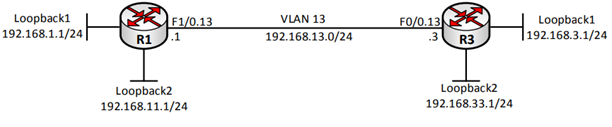 Loopback1
192.168.1.1/24
R1
F1/0.13
.1
VLAN 13
192.168.13.0/24
F0/0.13
.3
R3
Loopback1
192.168.3.1/24
Loopback2
192.168.11.1/24
Loopback2
192.168.33.1/24